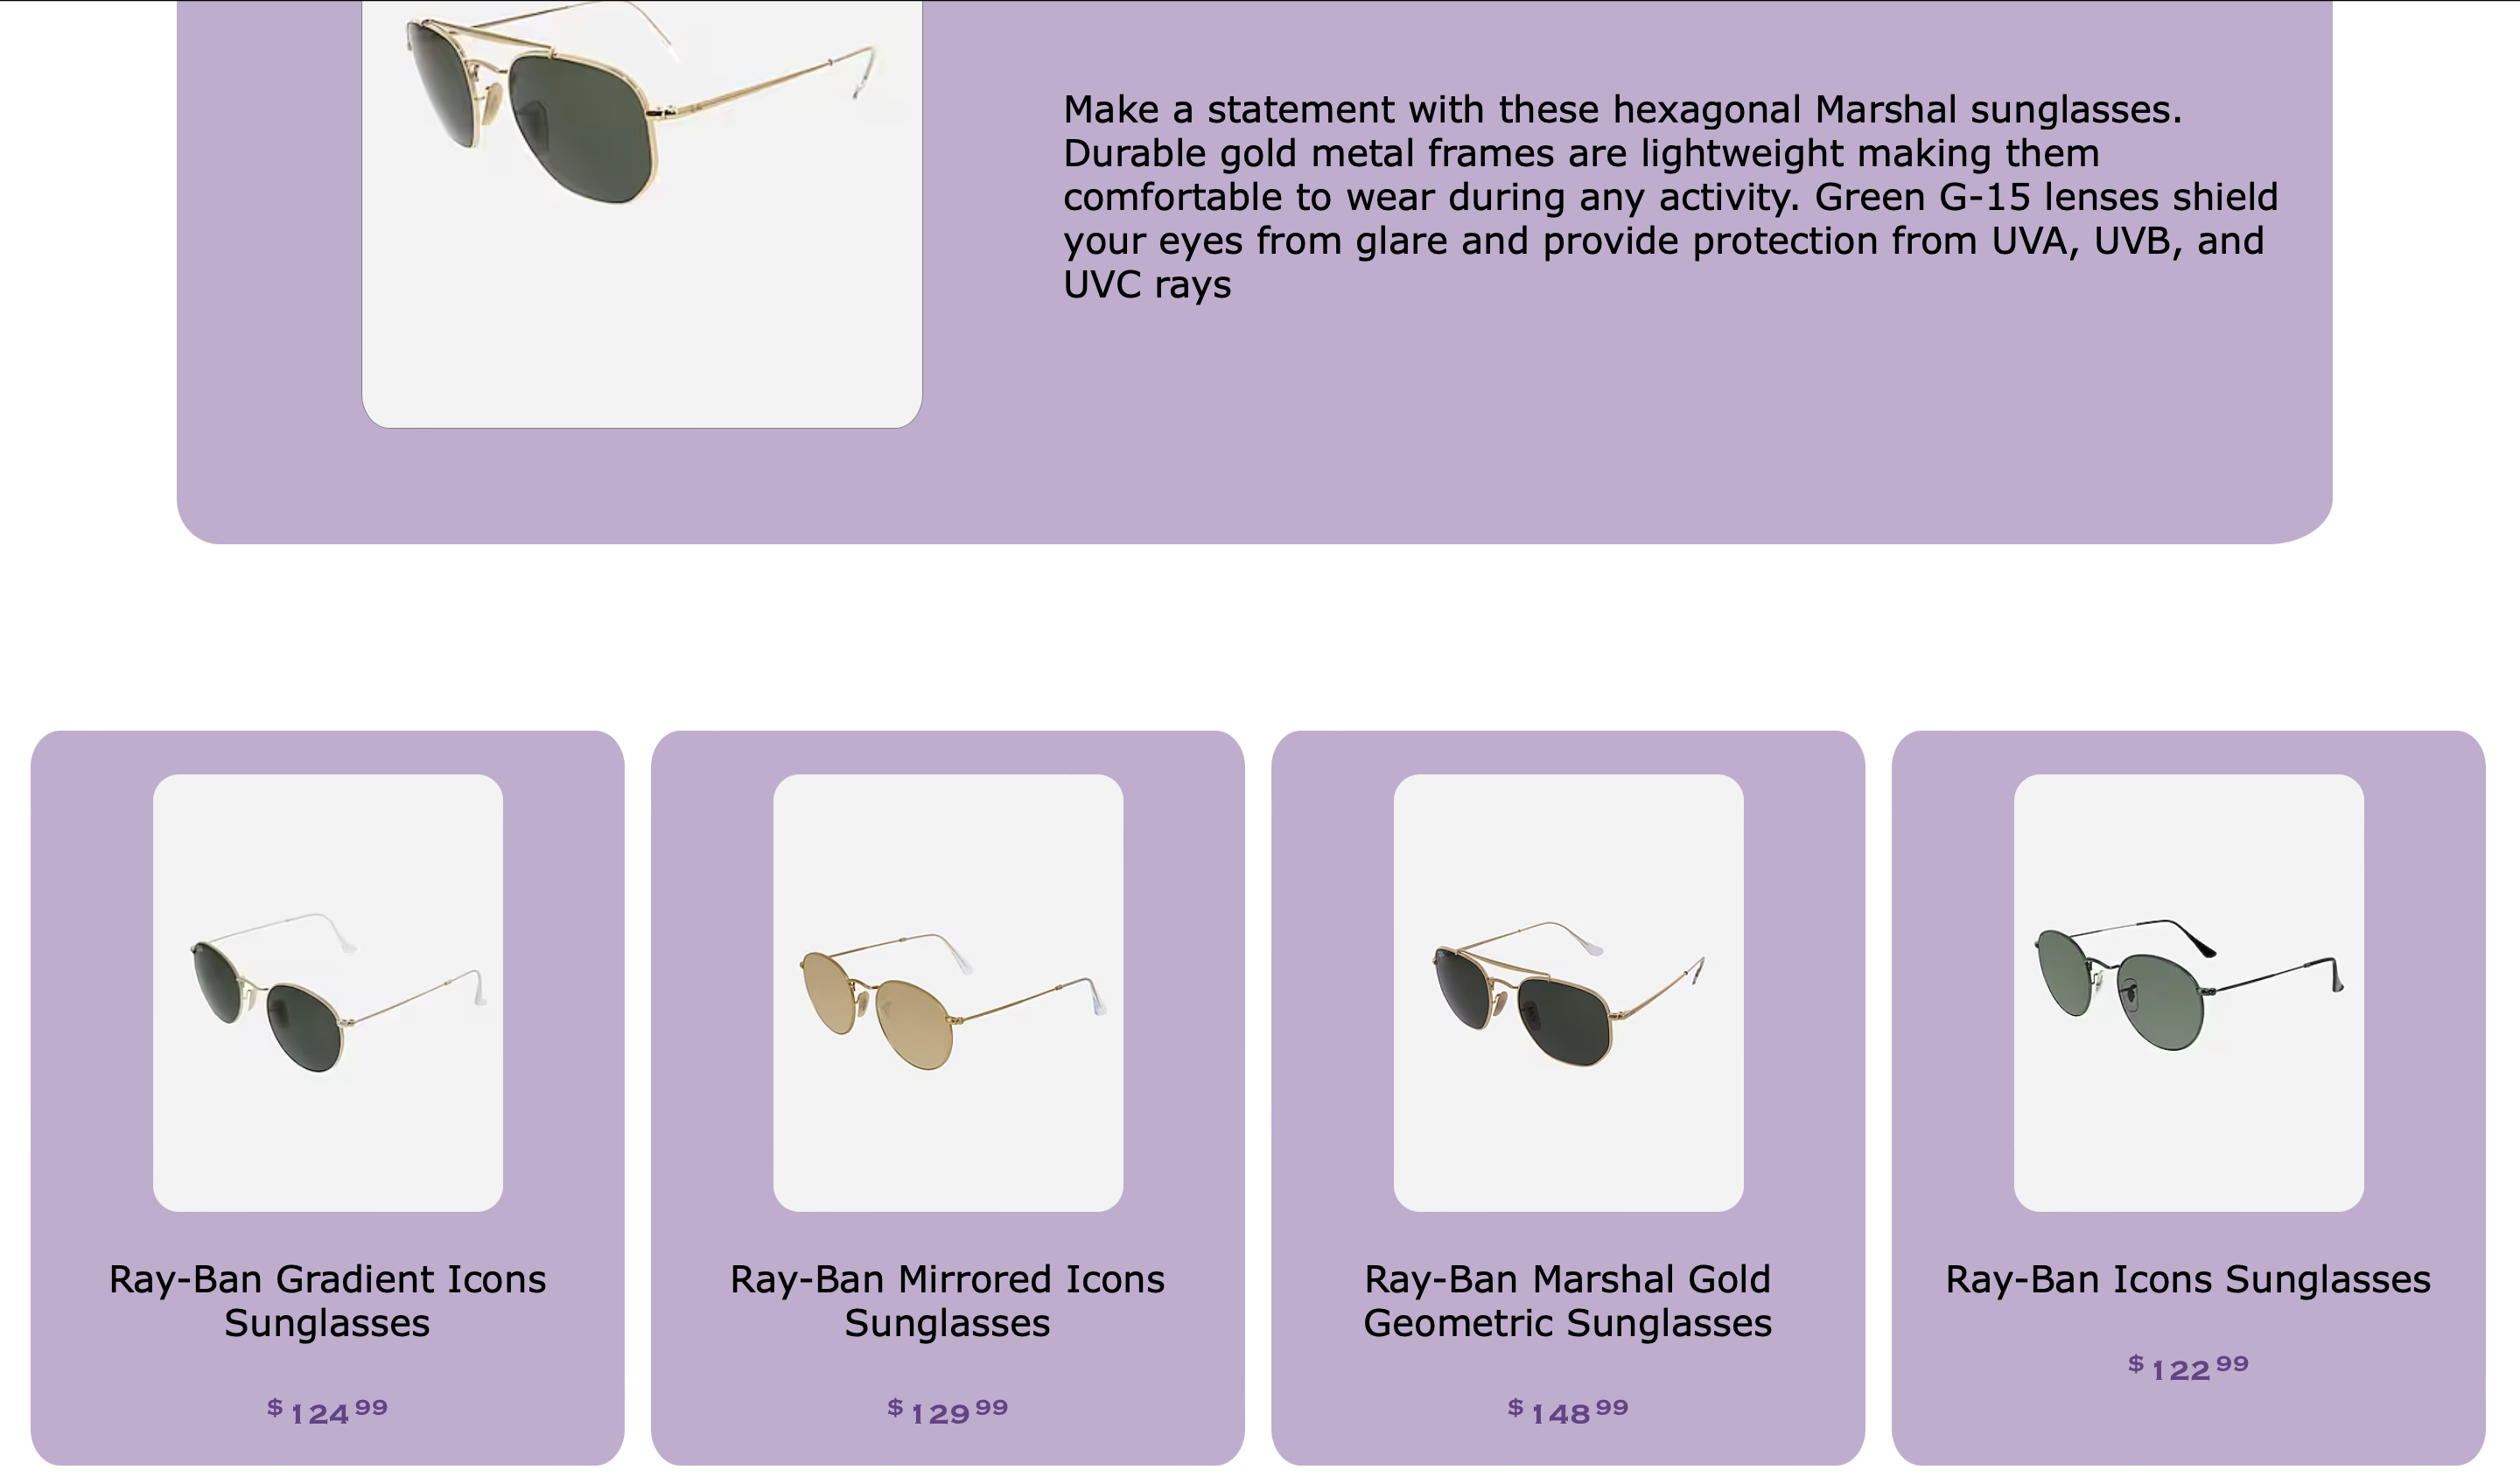 Make a statement with these hexagonal Marshal sunglasses.
Durable gold metal frames are lightweight making them
comfortable to wear during any activity. Green G-15 lenses shield
your eyes from glare and provide protection from UVA, UVB, and
UVC rays
Ray-Ban Gradient Icons
Sunglasses
$ 124 99
Ray-Ban Mirrored Icons
Sunglasses
$ 129 99
Ray-Ban Marshal Gold
Geometric Sunglasses
$ 148 99
Ray-Ban Icons Sunglasses
$ 122 99